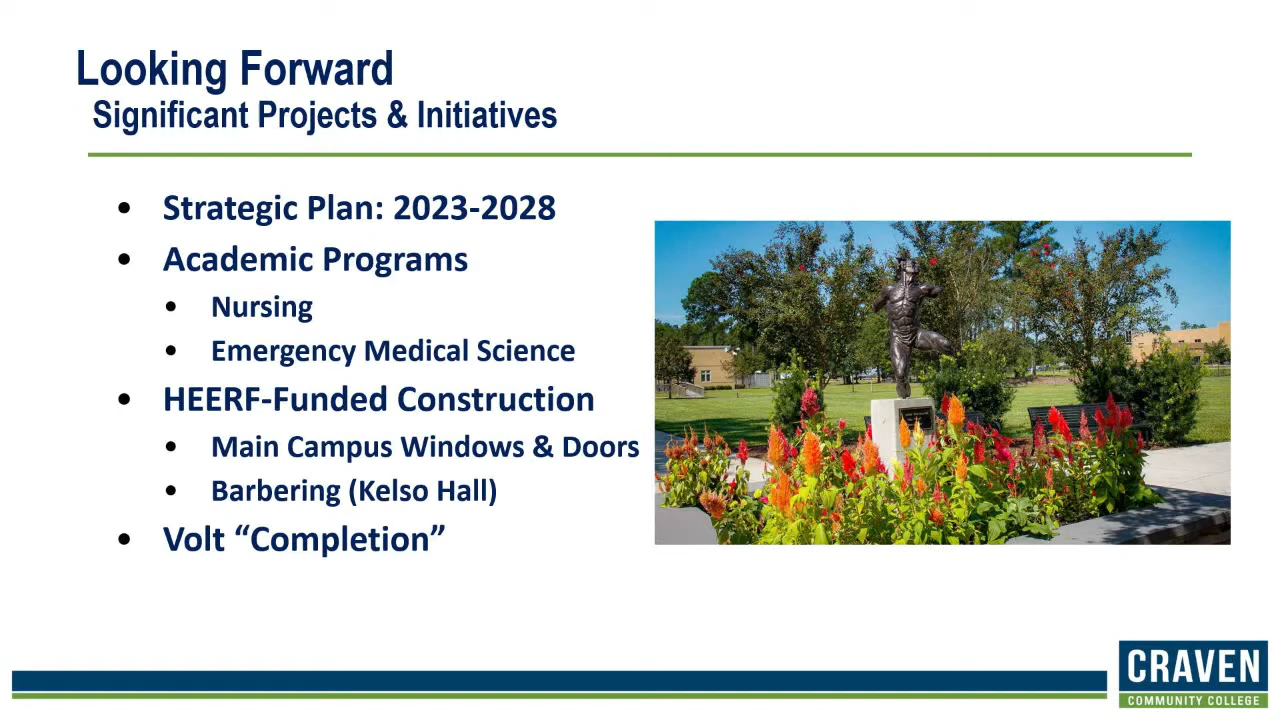 Looking Forward
Significant Projects & Initiatives
• Strategic Plan: 2023-2028
• Academic Programs
• Nursing
• Emergency Medical Science
• HEERF-Funded Construction
• Main Campus Windows & Doors
• Barbering (Kelso Hall)
• Volt “Completion”
CRAVEN
COMMUNITY COLLEGE